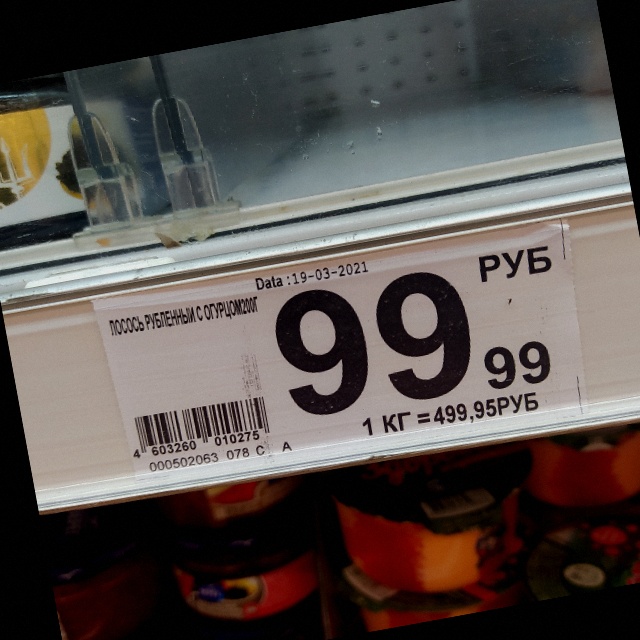 Data :19-03-2021
ЛОСОСЬ РУБЛЕННЫЙ С ОГУРЦОМ200Г
99 99 РУБ
1 КГ =499,95РУБ
4 603260 010275
000502063 078 С А